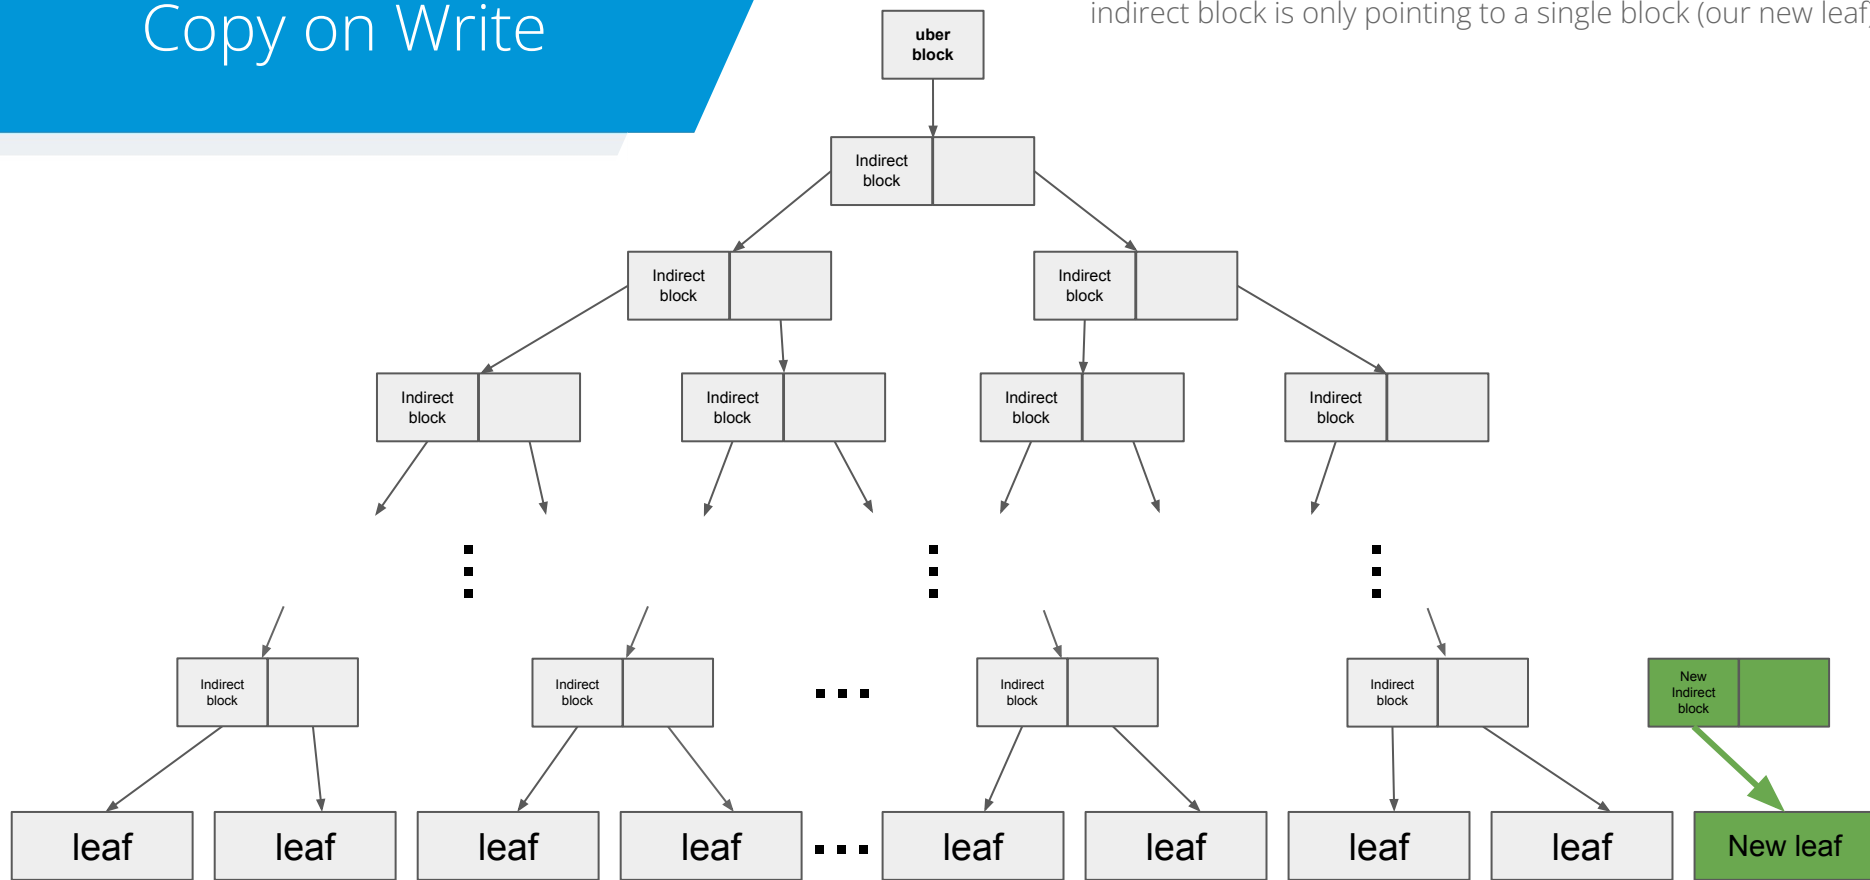 Copy on Write
indirect block is only pointing to a single block (our new leaf)
uber
block
Indirect
block
Indirect
block
Indirect
block
Indirect
block
Indirect
block
Indirect
block
Indirect
block
Indirect
block
Indirect
block
Indirect
block
Indirect
block
New
Indirect
block
leaf
leaf
leaf
leaf
leaf
leaf
leaf
leaf
New leaf